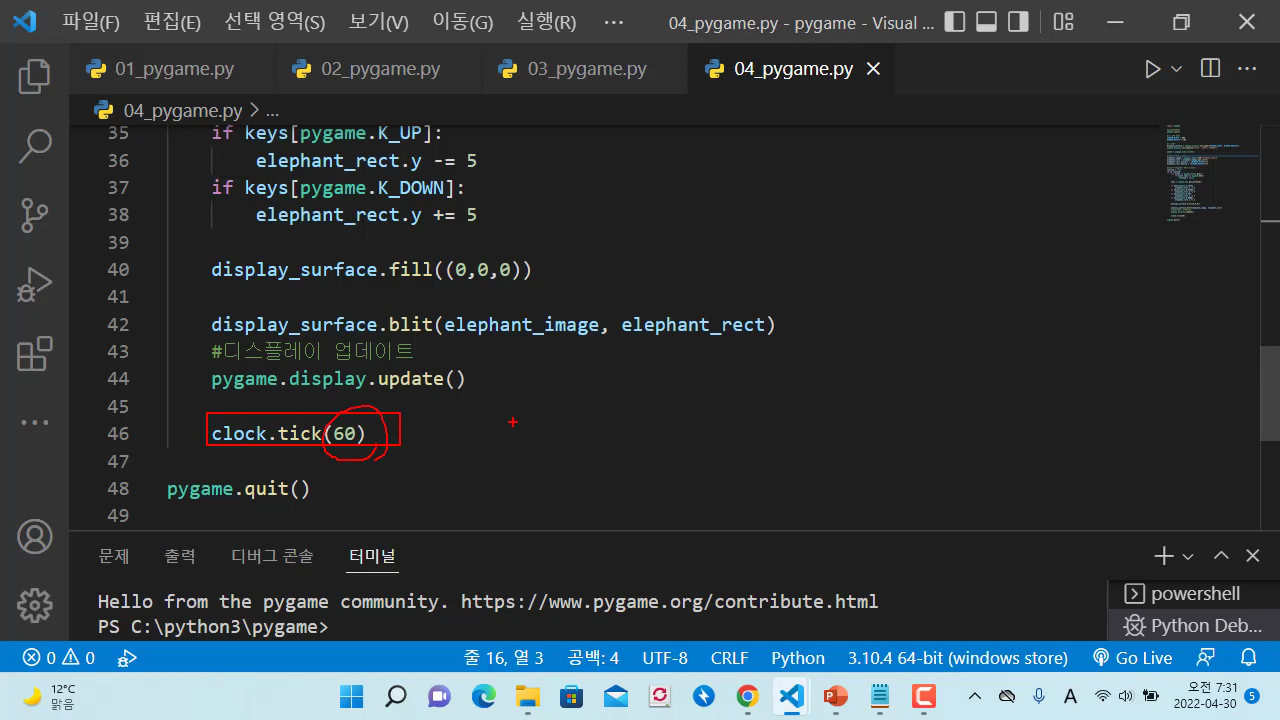 파일(F) 편집(E) 선택 영역(S) 보기(V) 이동(G) 실행(R) ··· 04_pygame.py - pygame - Visual ...
01_pygame.py 02_pygame.py 03_pygame.py 04_pygame.py
04_pygame.py > ...
35 if keys[pygame.K_UP]:
36 elephant_rect.y -= 5
37 if keys[pygame.K_DOWN]:
38 elephant_rect.y += 5
39
40 display_surface.fill((0,0,0))
41
42 display_surface.blit(elephant_image, elephant_rect)
43 #디스플레이 업데이트
44 pygame.display.update()
45
46 clock.tick(60)
47
48 pygame.quit()
49
문제 출력 디버그 콘솔 터미널
Hello from the pygame community. https://www.pygame.org/contribute.html
PS C:\python3\pygame>
powershell
Python Deb...
0 0 줄 16, 열 3 공백: 4 UTF-8 CRLF Python 3.10.4 64-bit (windows store) Go Live
12°C
맑음
A
오전 7:31
2022-04-30
5